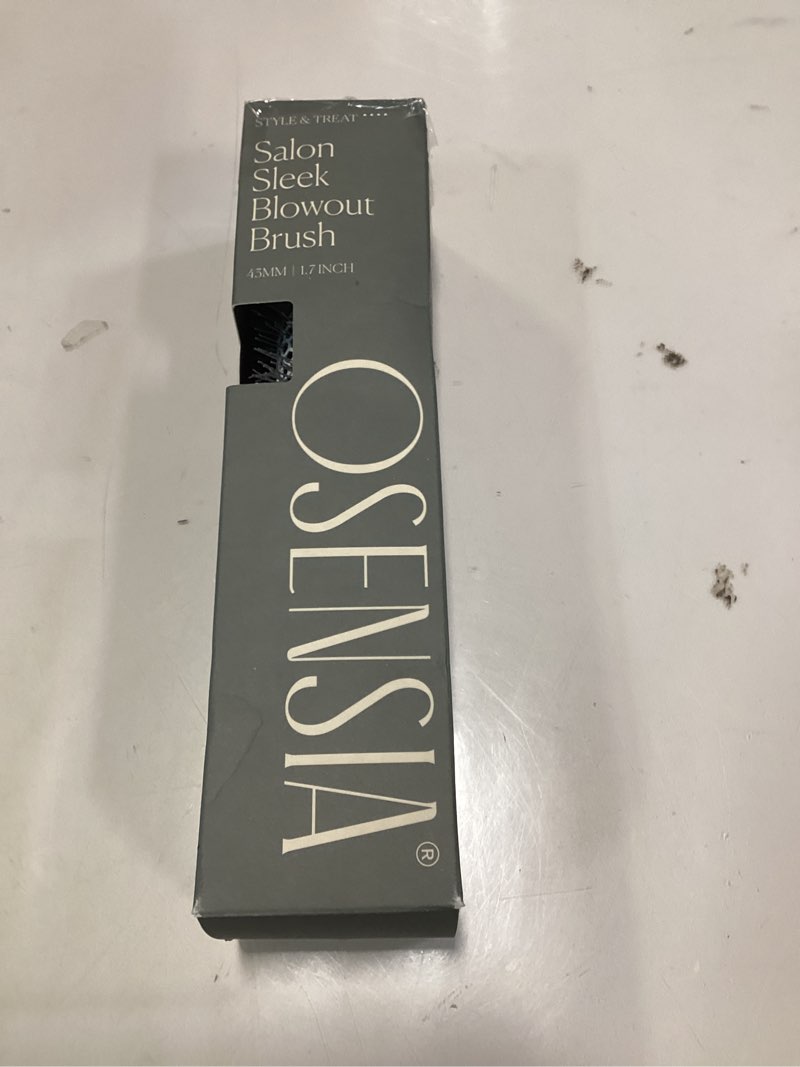 STYLE & TREAT ••••
Salon
Sleek
Blowout
Brush
43MM | 1.7 INCH
OSENSIA®